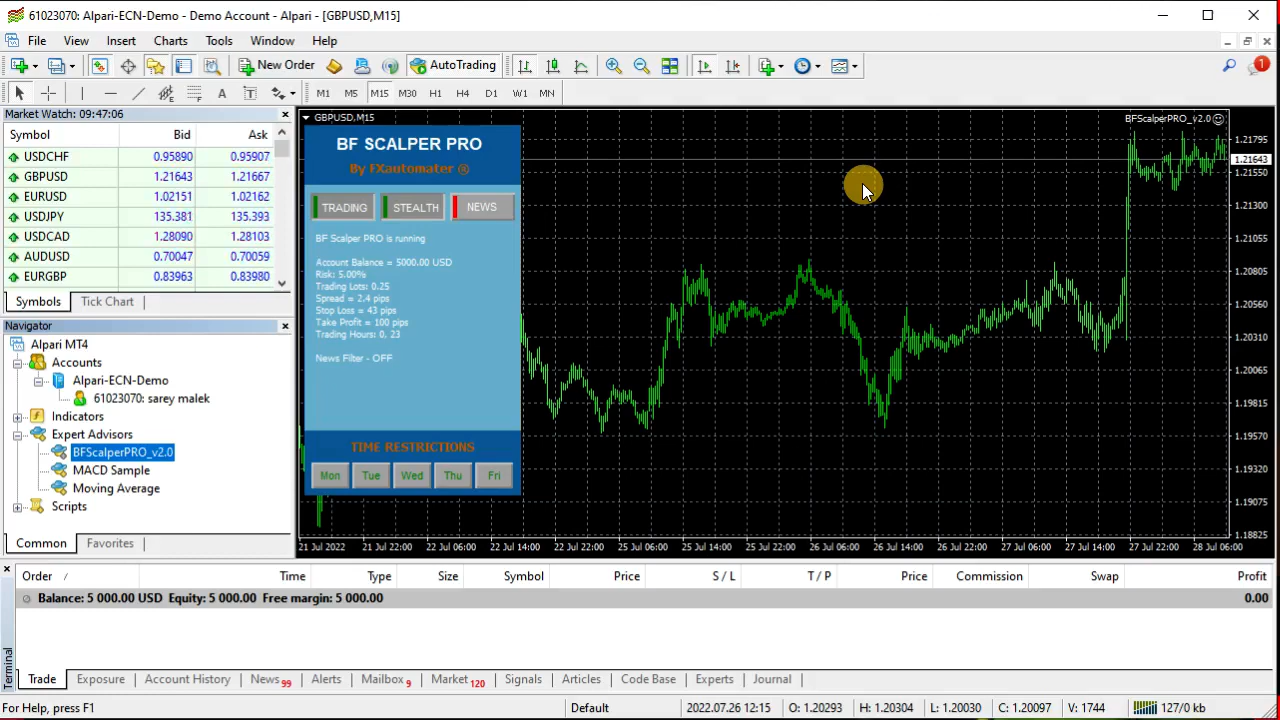 61023070: Alpari-ECN-Demo - Demo Account - Alpari - [GBPUSD,M15]
File View Insert Charts Tools Window Help
New Order AutoTrading 1
A T M1 M5 M15 M30 H1 H4 D1 W1 MN
Market Watch: 09:47:06
Symbol Bid Ask
USDCHF 0.95890 0.95907
GBPUSD 1.21643 1.21667
EURUSD 1.02151 1.02162
USDJPY 135.381 135.393
USDCAD 1.28090 1.28103
AUDUSD 0.70047 0.70059
EURGBP 0.83963 0.83980
Symbols Tick Chart
Navigator
Alpari MT4
Accounts
Alpari-ECN-Demo
61023070: sarey malek
Indicators
Expert Advisors
BFScalperPRO_v2.0
MACD Sample
Moving Average
Scripts
Common Favorites
GBPUSD,M15
BFScalperPRO_v2.0
BF SCALPER PRO
By FXautomater @
TRADING STEALTH NEWS
BF Scalper PRO is running
Account Balance = 5000.00 USD
Risk: 5.00%
Trading Lots: 0.25
Spread = 2.4 pips
Stop Loss = 43 pips
Take Profit = 100 pips
Trading Hours: 0, 23
News Filter - OFF
TIME RESTRICTIONS
Mon Tue Wed Thu Fri
1.21795
1.21643
1.21550
1.21300
1.21055
1.20805
1.20560
1.20310
1.20065
1.19815
1.19570
1.19320
1.19075
1.18825
21 Jul 2022 21 Jul 22:00 22 Jul 06:00 22 Jul 14:00 22 Jul 22:00 25 Jul 06:00 25 Jul 14:00 25 Jul 22:00 26 Jul 06:00 26 Jul 14:00 26 Jul 22:00 27 Jul 06:00 27 Jul 14:00 27 Jul 22:00 28 Jul 06:00
Order / Time Type Size Symbol Price S / L T / P Price Commission Swap Profit
Balance: 5 000.00 USD Equity: 5 000.00 Free margin: 5 000.00 0.00
Terminal
Trade Exposure Account History News 99 Alerts Mailbox 9 Market 120 Signals Articles Code Base Experts Journal
For Help, press F1 Default 2022.07.26 12:15 O: 1.20293 H: 1.20304 L: 1.20030 C: 1.20097 V: 1744 127/0 kb